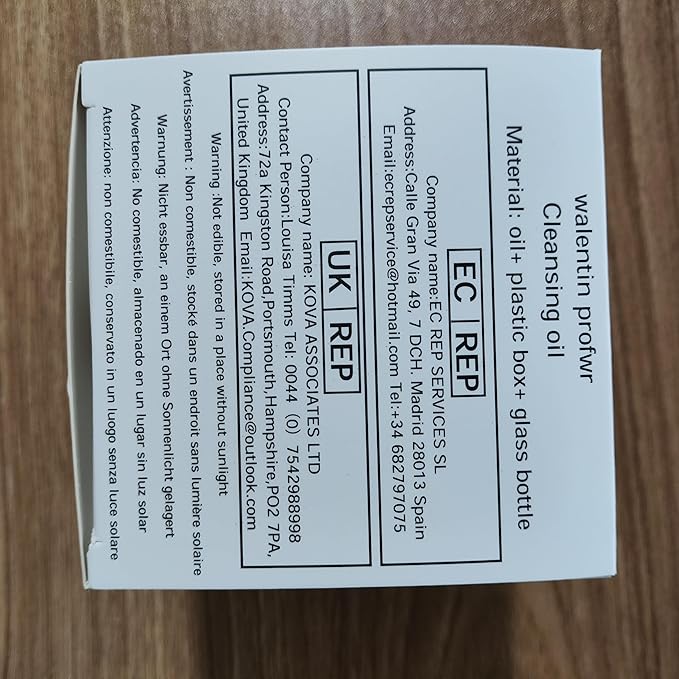 walentin profwr
Cleansing oil
Material: oil+ plastic box+ glass bottle
EC REP
Company name:EC REP SERVICES SL
Address:Calle Gran Via 49, 7 DCH. Madrid 28013 Spain
Email:ecrepservice@hotmail.com Tel:+34 682797075
UK REP
Company name: KOVA ASSOCIATES LTD
Contact Person:Louisa Timms Tel: 0044 (0) 7542988998
Address:72a Kingston Road,Portsmouth,Hampshire,PO2 7PA,
United Kingdom Email:KOVA.Compliance@outlook.com
Warning :Not edible, stored in a place without sunlight
Avertissement : Non comestible, stocké dans un endroit sans lumière solaire
Warnung: Nicht essbar, an einem Ort ohne Sonnenlicht gelagert
Advertencia: No comestible, almacenado en un lugar sin luz solar
Attenzione: non comestibile, conservato in un luogo senza luce solare